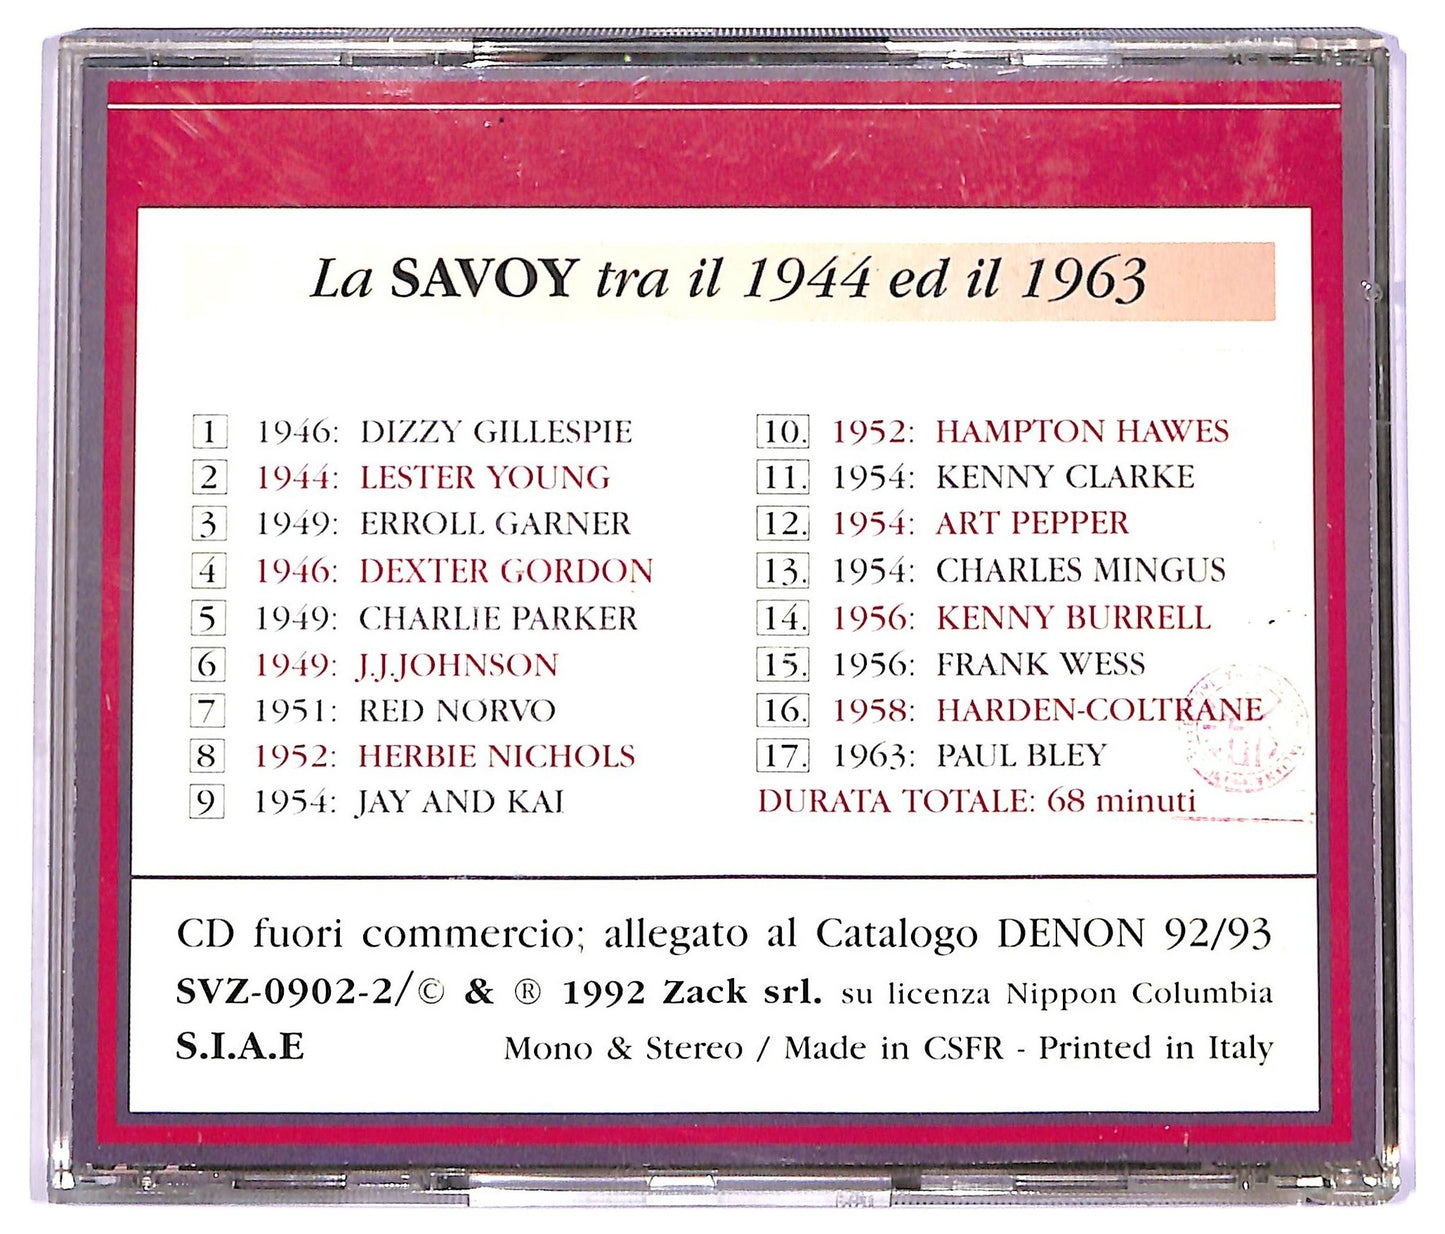 La SAVOY tra il 1944 ed il 1963
1 1946: DIZZY GILLESPIE
2 1944: LESTER YOUNG
3 1949: ERROLL GARNER
4 1946: DEXTER GORDON
5 1949: CHARLIE PARKER
6 1949: J.J.JOHNSON
7 1951: RED NORVO
8 1952: HERBIE NICHOLS
9 1954: JAY AND KAI
10. 1952: HAMPTON HAWES
11. 1954: KENNY CLARKE
12. 1954: ART PEPPER
13. 1954: CHARLES MINGUS
14. 1956: KENNY BURRELL
15. 1956: FRANK WESS
16. 1958: HARDEN-COLTRANE
17. 1963: PAUL BLEY
DURATA TOTALE: 68 minuti
CD fuori commercio; allegato al Catalogo DENON 92/93
SVZ-0902-2/© & ® 1992 Zack srl. su licenza Nippon Columbia
S.I.A.E Mono & Stereo / Made in CSFR - Printed in Italy